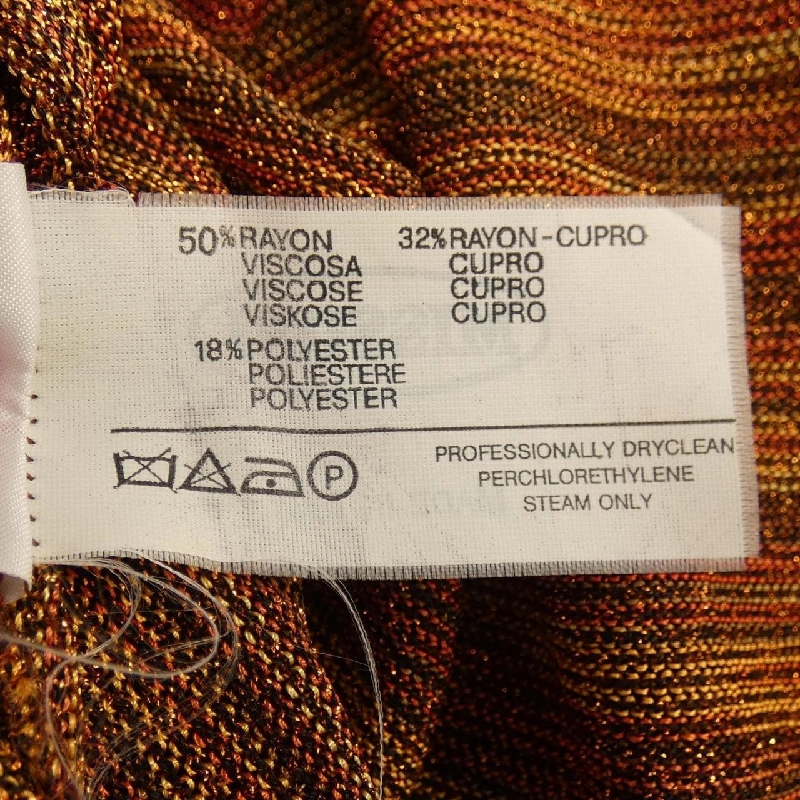 50% RAYON 32% RAYON-CUPRO
VISCOSA CUPRO
VISCOSE CUPRO
VISKOSE CUPRO
18% POLYESTER
POLIESTERE
POLYESTER
PROFESSIONALLY DRYCLEAN
PERCHLORETHYLENE
STEAM ONLY
P